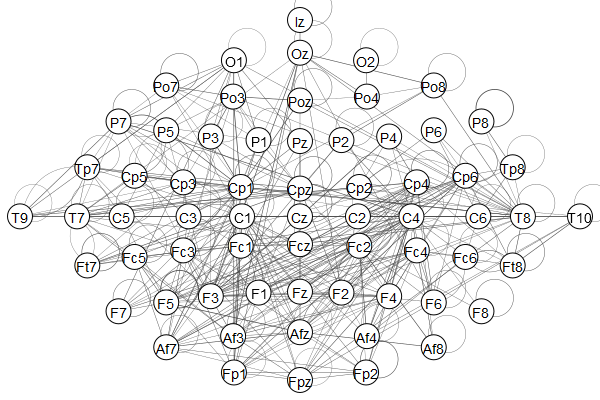 Iz
O1 Oz O2
Po7 Po3 Poz Po4 Po8
P7 P5 P3 P1 Pz P2 P4 P6 P8
Tp7 Cp5 Cp3 Cp1 Cpz Cp2 Cp4 Cp6 Tp8
T9 T7 C5 C3 C1 Cz C2 C4 C6 T8 T10
Ft7 Fc5 Fc3 Fc1 Fcz Fc2 Fc4 Fc6 Ft8
F7 F5 F3 F1 Fz F2 F4 F6 F8
Af7 Af3 Afz Af4 Af8
Fp1 Fpz Fp2